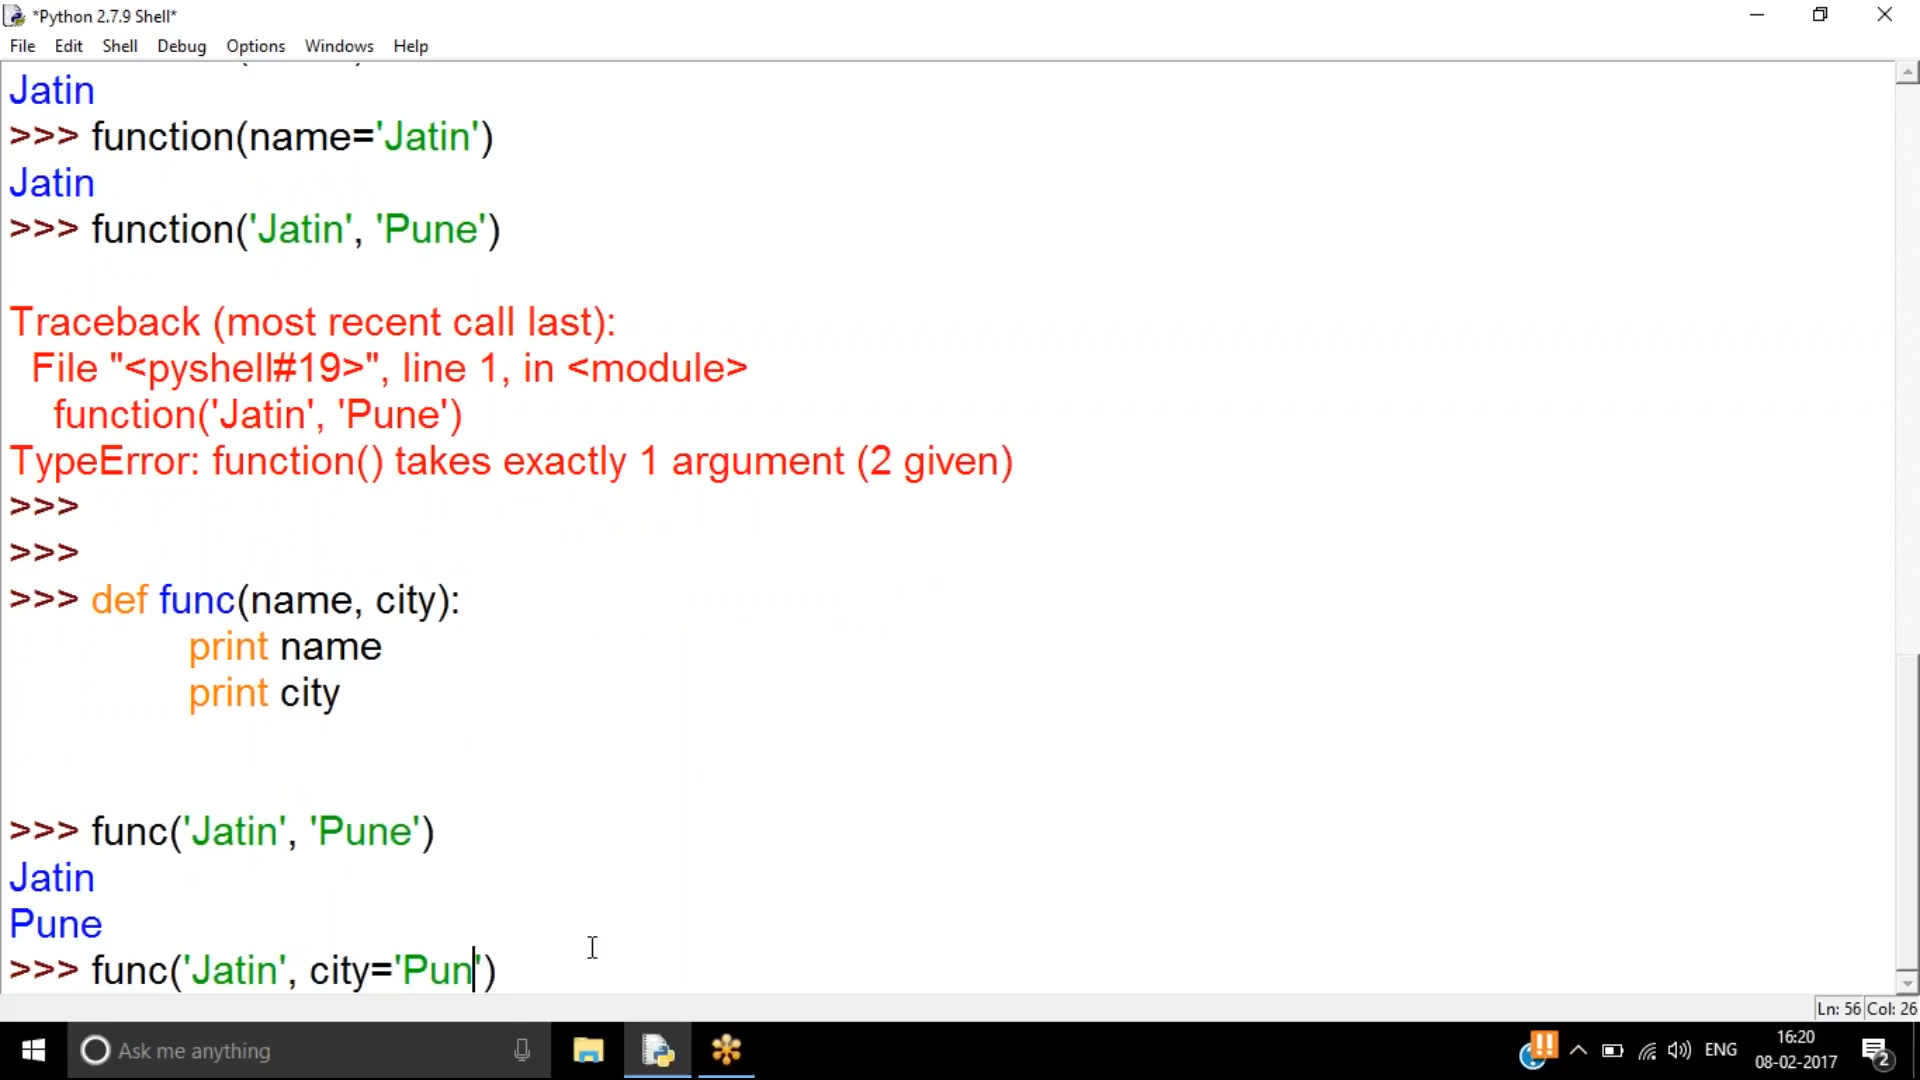 *Python 2.7.9 Shell*
File Edit Shell Debug Options Windows Help
Jatin
>>> function(name='Jatin')
Jatin
>>> function('Jatin', 'Pune')
Traceback (most recent call last):
File "<pyshell#19>", line 1, in <module>
function('Jatin', 'Pune')
TypeError: function() takes exactly 1 argument (2 given)
>>>
>>>
>>> def func(name, city):
print name
print city
>>> func('Jatin', 'Pune')
Jatin
Pune
>>> func('Jatin', city='Pun')
Ln: 56 Col: 26
Ask me anything
ENG
16:20
08-02-2017
2